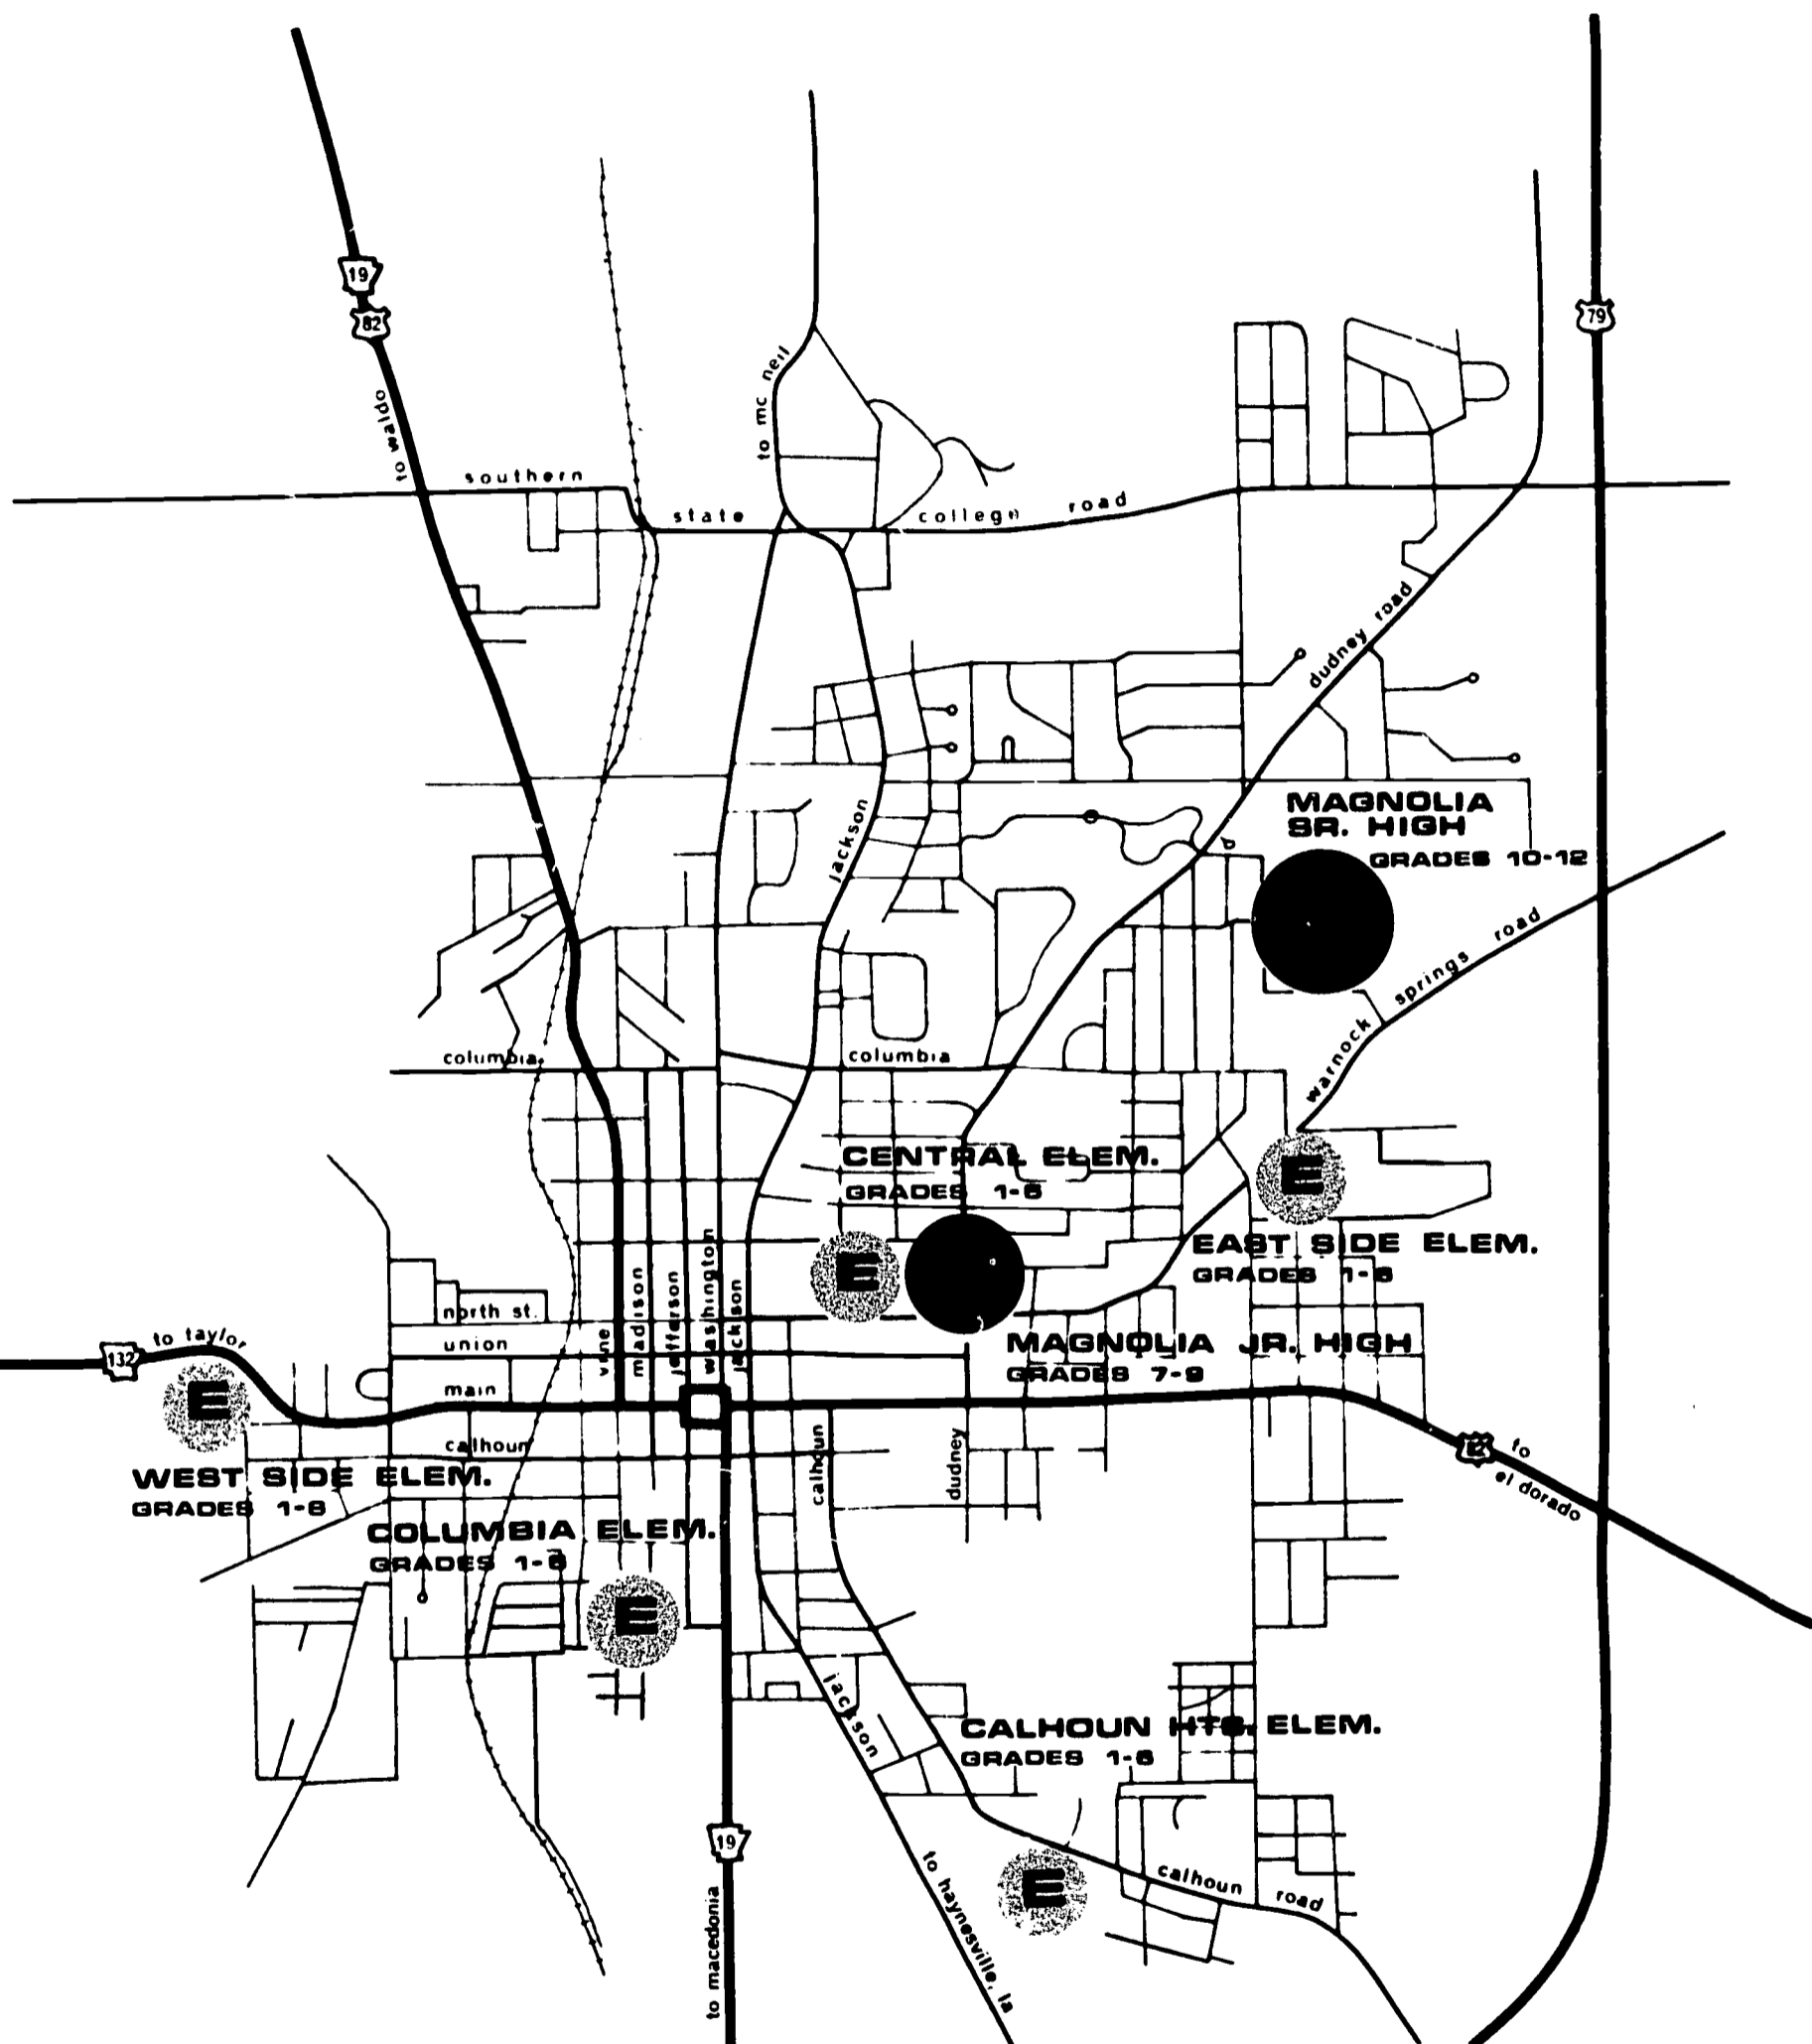 19
82
79
to waldo
to mc neil
southern
state
college
road
dudney road
MAGNOLIA
SR. HIGH
GRADES 10-12
jackson
warnock springs road
columbia
columbia
CENTRAL ELEM.
GRADES 1-6
E
E
EAST SIDE ELEM.
GRADES 1-6
north st.
union
main
vine
madison
jefferson
washington
jackson
MAGNOLIA JR. HIGH
GRADES 7-9
132
to taylor
E
calhoun
WEST SIDE ELEM.
GRADES 1-6
calhoun
dudney
82
to
el dorado
COLUMBIA ELEM.
GRADES 1-6
E
jackson
CALHOUN HTS. ELEM.
GRADES 1-6
19
to macedonia
to haynesville, la
E
calhoun road